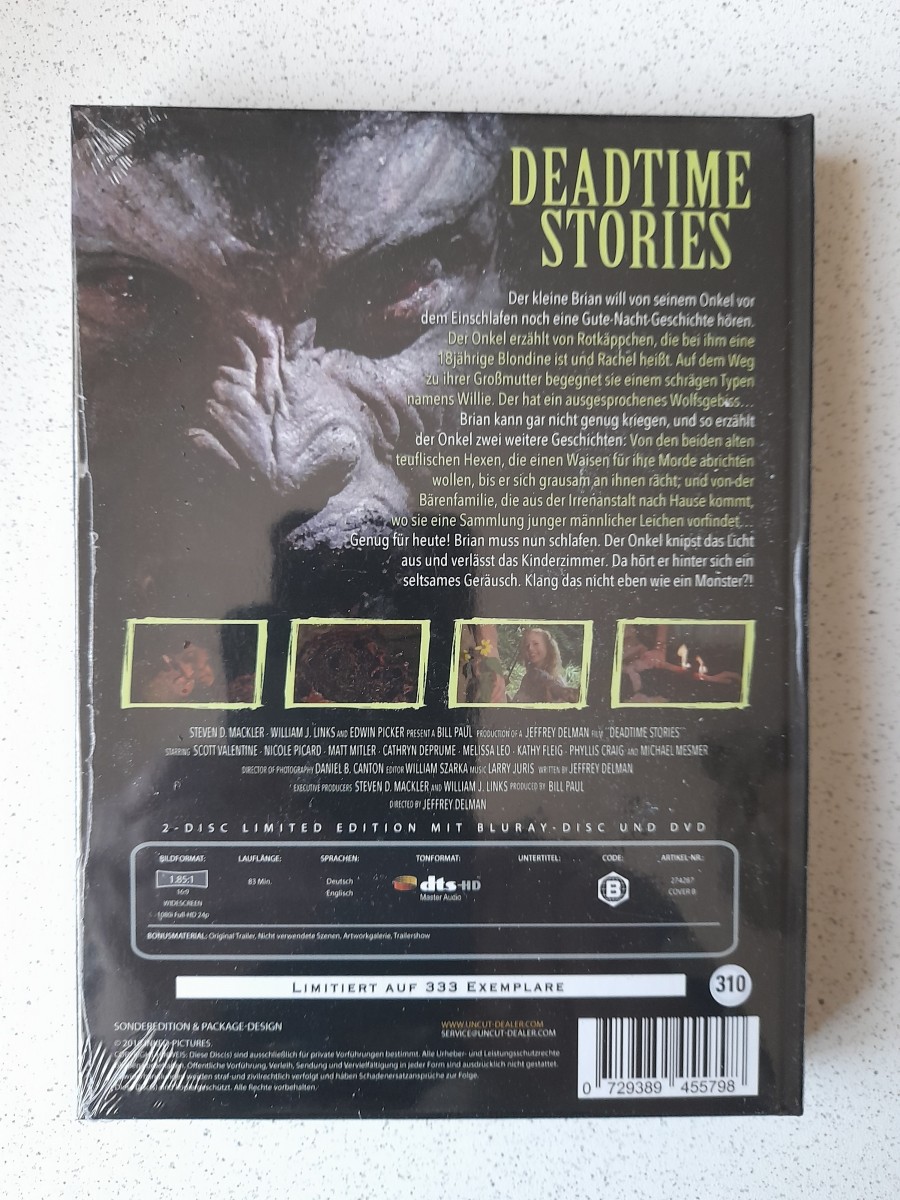 DEADTIME
STORIES
Der kleine Brian will von seinem Onkel vor
dem Einschlafen noch eine Gute-Nacht-Geschichte hören.
Der Onkel erzählt von Rotkäppchen, die bei ihm eine
18jährige Blondine ist und Rachel heißt. Auf dem Weg
zu ihrer Großmutter begegnet sie einem schrägen Typen
namens Willie. Der hat ein ausgesprochenes Wolfsgebiss...
Brian kann gar nicht genug kriegen, und so erzählt
der Onkel zwei weitere Geschichten: Von den beiden alten
teuflischen Hexen, die einen Waisen für ihre Morde abrichten
wollen, bis er sich grausam an ihnen rächt; und von der
Bärenfamilie, die aus der Irrenanstalt nach Hause kommt,
wo sie eine Sammlung junger männlicher Leichen vorfindet...
Genug für heute! Brian muss nun schlafen. Der Onkel knipst das Licht
aus und verlässt das Kinderzimmer. Da hört er hinter sich ein
seltsames Geräusch. Klang das nicht eben wie ein Monster?!
STEVEN D. MACKLER · WILLIAM J. LINKS AND EDWIN PICKER PRESENT A BILL PAUL PRODUCTION OF A JEFFREY DELMAN FILM "DEADTIME STORIES"
STARRING SCOTT VALENTINE · NICOLE PICARD · MATT MITLER · CATHRYN DEPRUME · MELISSA LEO · KATHY FLEIG · PHYLLIS CRAIG AND MICHAEL MESMER
DIRECTOR OF PHOTOGRAPHY DANIEL B. CANTON EDITOR WILLIAM SZARKA MUSIC LARRY JURIS WRITTEN BY JEFFREY DELMAN
EXECUTIVE PRODUCERS STEVEN D. MACKLER AND WILLIAM J. LINKS PRODUCED BY BILL PAUL
DIRECTED BY JEFFREY DELMAN
2-DISC LIMITED EDITION MIT BLURAY-DISC UND DVD
BILDFORMAT: LAUFLÄNGE: SPRACHEN: TONFORMAT: UNTERTITEL: CODE: ARTIKEL-NR.:
1.85:1 83 Min. Deutsch dts-HD B 274267
16:9 Englisch Master Audio COVER B
WIDESCREEN
1080i Full-HD 24p
BONUSMATERIAL: Original Trailer, Nicht verwendete Szenen, Artworkgalerie, Trailershow
LIMITIERT AUF 333 EXEMPLARE 310
SONDEREDITION & PACKAGE-DESIGN
WWW.UNCUT-DEALER.COM
SERVICE@UNCUT-DEALER.COM
PICTURES.
Diese Disc(s) sind ausschließlich für private Vorführungen bestimmt. Alle Urheber- und Leistungsschutzrechte
Öffentliche Vorführung, Verleih, Sendung und Vervielfältigung in jeder Form sind ausdrücklich nicht gestattet.
straf und zivilrechtlich verfolgt und haben Schadenersatzansprüche zur Folge.
Alle Rechte vorbehalten.
0 729389 455798